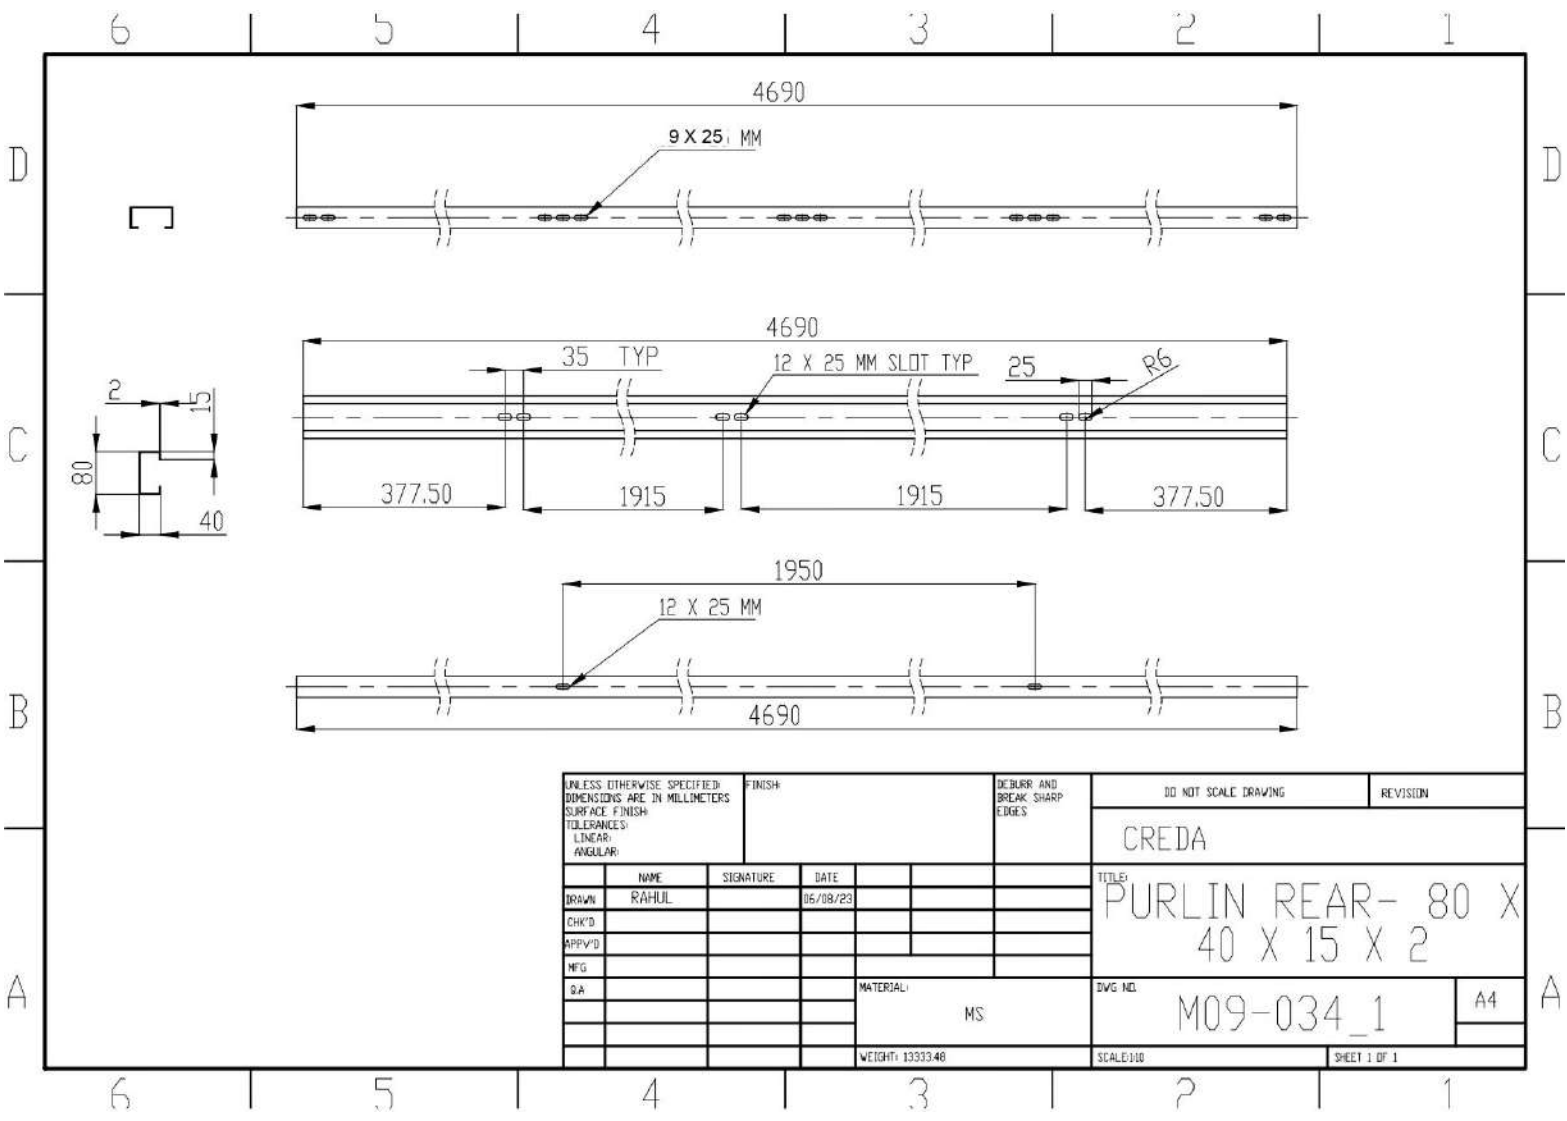 6 5 4 3 2 1
4690
9 X 25 MM
D D
4690
35 TYP
12 X 25 MM SLOT TYP
25
R6
2
15
C C
80
40
377.50
1915
1915
377.50
1950
12 X 25 MM
B B
4690
UNLESS OTHERWISE SPECIFIED:
DIMENSIONS ARE IN MILLIMETERS
SURFACE FINISH:
TOLERANCES:
LINEAR:
ANGULAR:
FINISH:
DEBURR AND
BREAK SHARP
EDGES
DO NOT SCALE DRAWING
REVISION
CREDA
NAME SIGNATURE DATE
DRAWN RAHUL 06/08/23
CHK'D
APPV'D
MFG
Q.A
TITLE:
PURLIN REAR- 80 X
40 X 15 X 2
MATERIAL:
MS
DWG NO.
M09-034_1
A4
A A
WEIGHT: 13333.48
SCALE:1:10
SHEET 1 OF 1
6 5 4 3 2 1